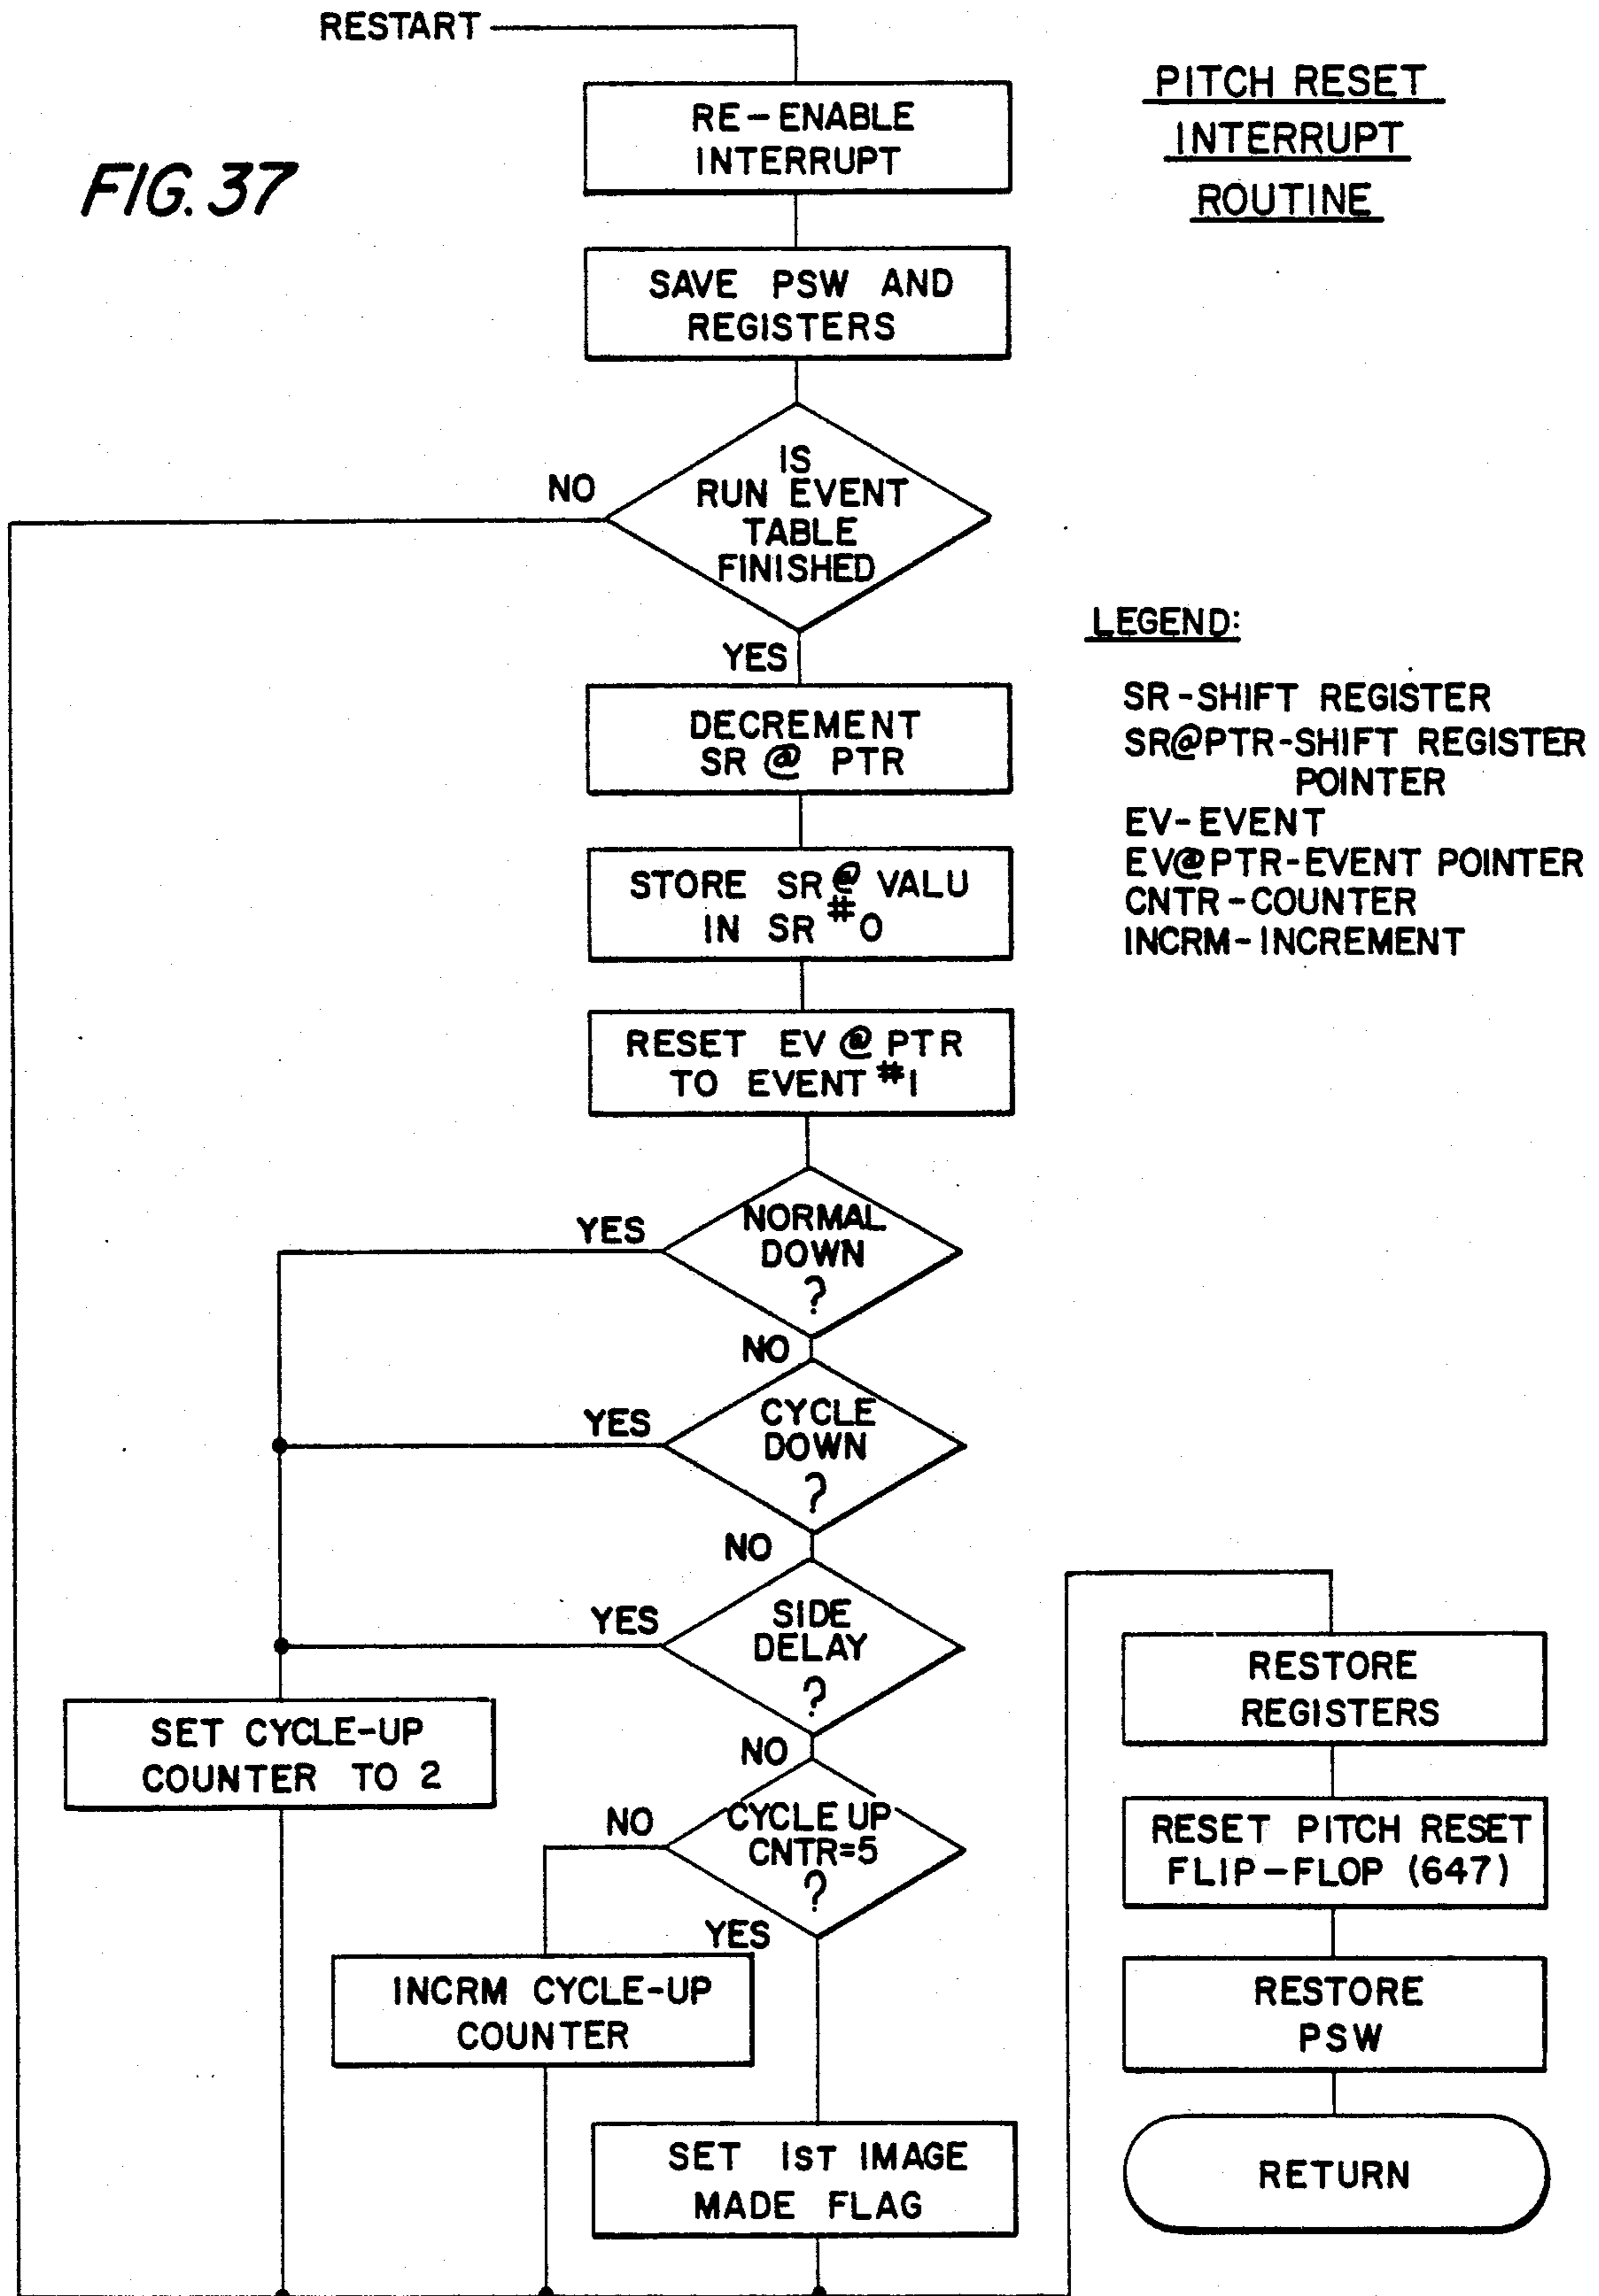 RESTART
PITCH RESET
INTERRUPT
ROUTINE
FIG. 37
RE-ENABLE
INTERRUPT
SAVE PSW AND
REGISTERS
IS
RUN EVENT
TABLE
FINISHED
NO
YES
LEGEND:
SR-SHIFT REGISTER
SR@PTR-SHIFT REGISTER
POINTER
EV-EVENT
EV@PTR-EVENT POINTER
CNTR-COUNTER
INCRM-INCREMENT
DECREMENT
SR @ PTR
STORE SR@ VALU
IN SR #0
RESET EV @ PTR
TO EVENT #1
NORMAL
DOWN
?
YES
NO
CYCLE
DOWN
?
YES
NO
SIDE
DELAY
?
YES
NO
SET CYCLE-UP
COUNTER TO 2
CYCLE UP
CNTR=5
?
NO
YES
INCRM CYCLE-UP
COUNTER
SET 1ST IMAGE
MADE FLAG
RESTORE
REGISTERS
RESET PITCH RESET
FLIP-FLOP (647)
RESTORE
PSW
RETURN